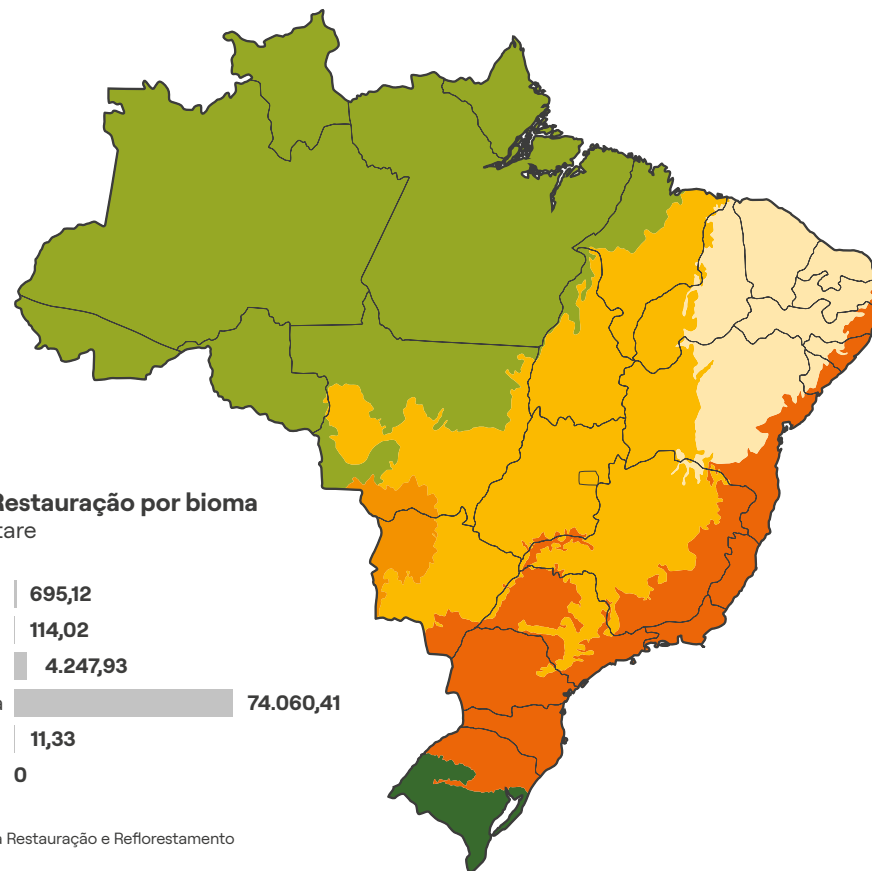 Restauração por bioma
tare
695,12
114,02
4.247,93
a 74.060,41
11,33
0
a Restauração e Reflorestamento